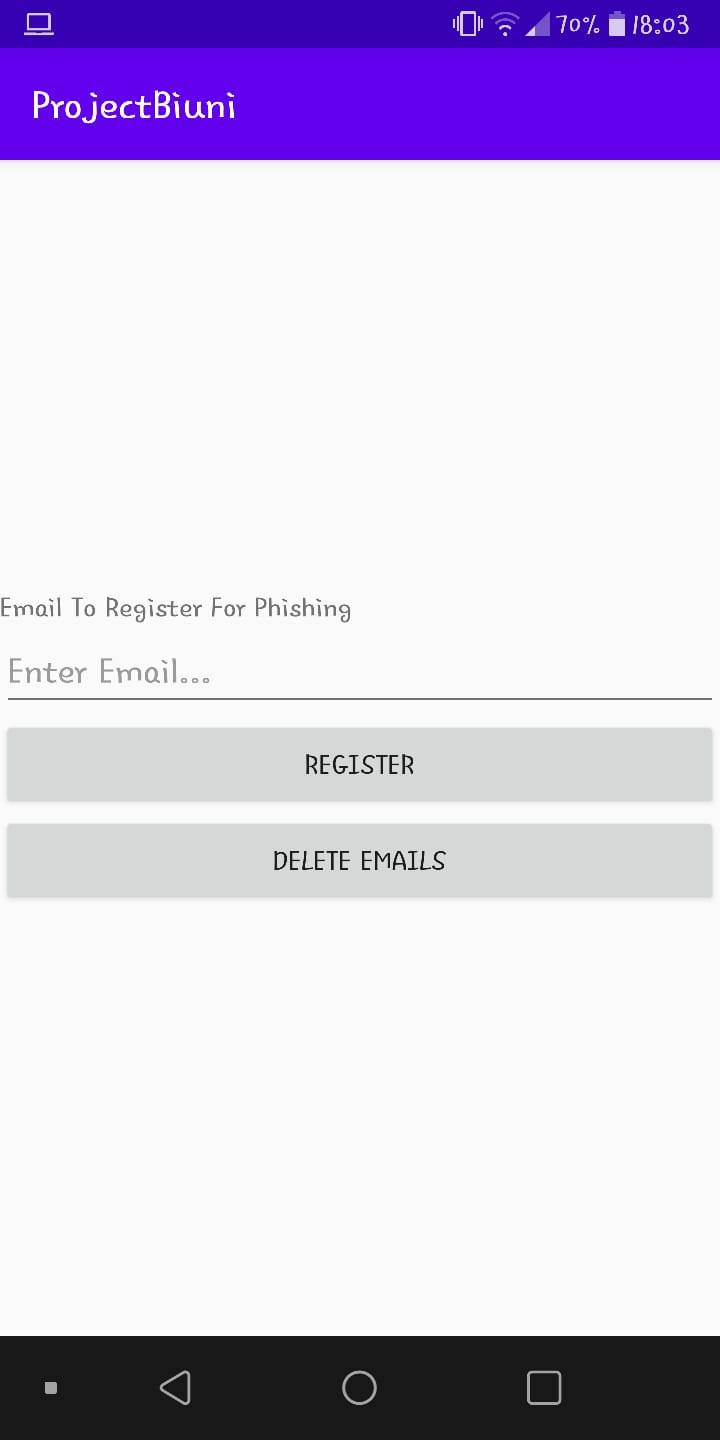 70% 18:03
ProjectBiuni
Email To Register For Phishing
Enter Email...
REGISTER
DELETE EMAILS